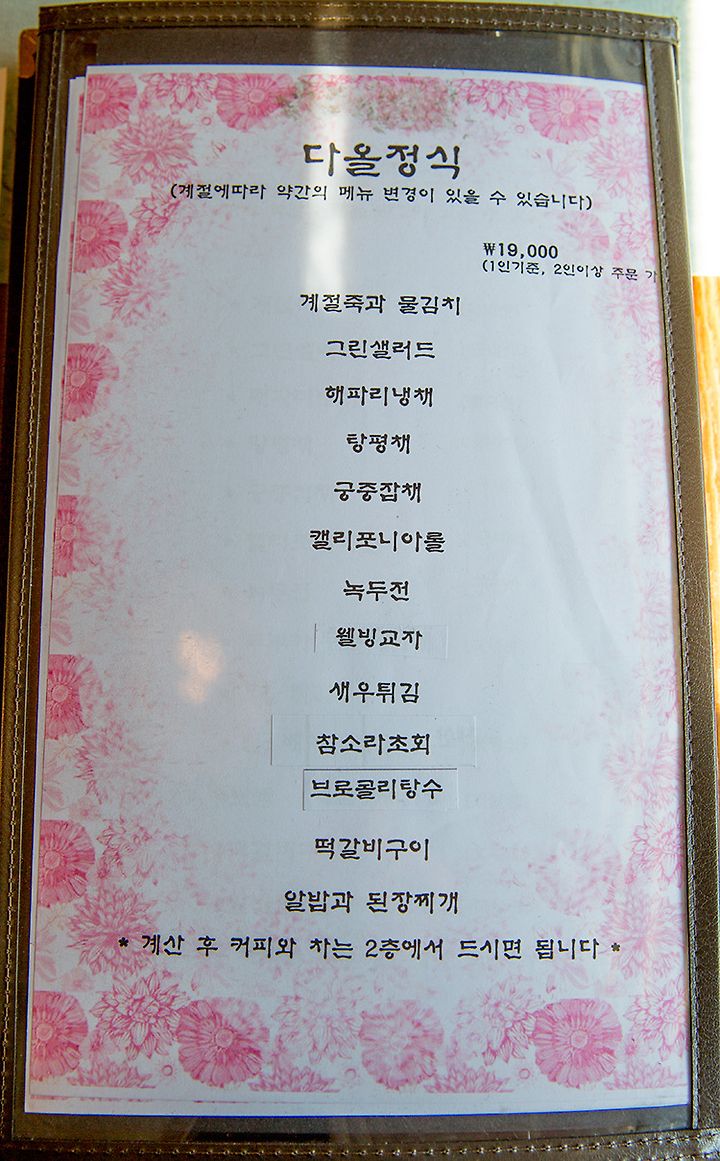 다올정식
(계절에따라 약간의 메뉴 변경이 있을 수 있습니다)
₩19,000
(1인기준, 2인이상 주문 가
계절죽과 물김치
그린샐러드
해파리냉채
탕평채
궁중잡채
캘리포니아롤
녹두전
웰빙교자
새우튀김
참소라초회
브로콜리탕수
떡갈비구이
알밥과 된장찌개
* 계산 후 커피와 차는 2층에서 드시면 됩니다 *